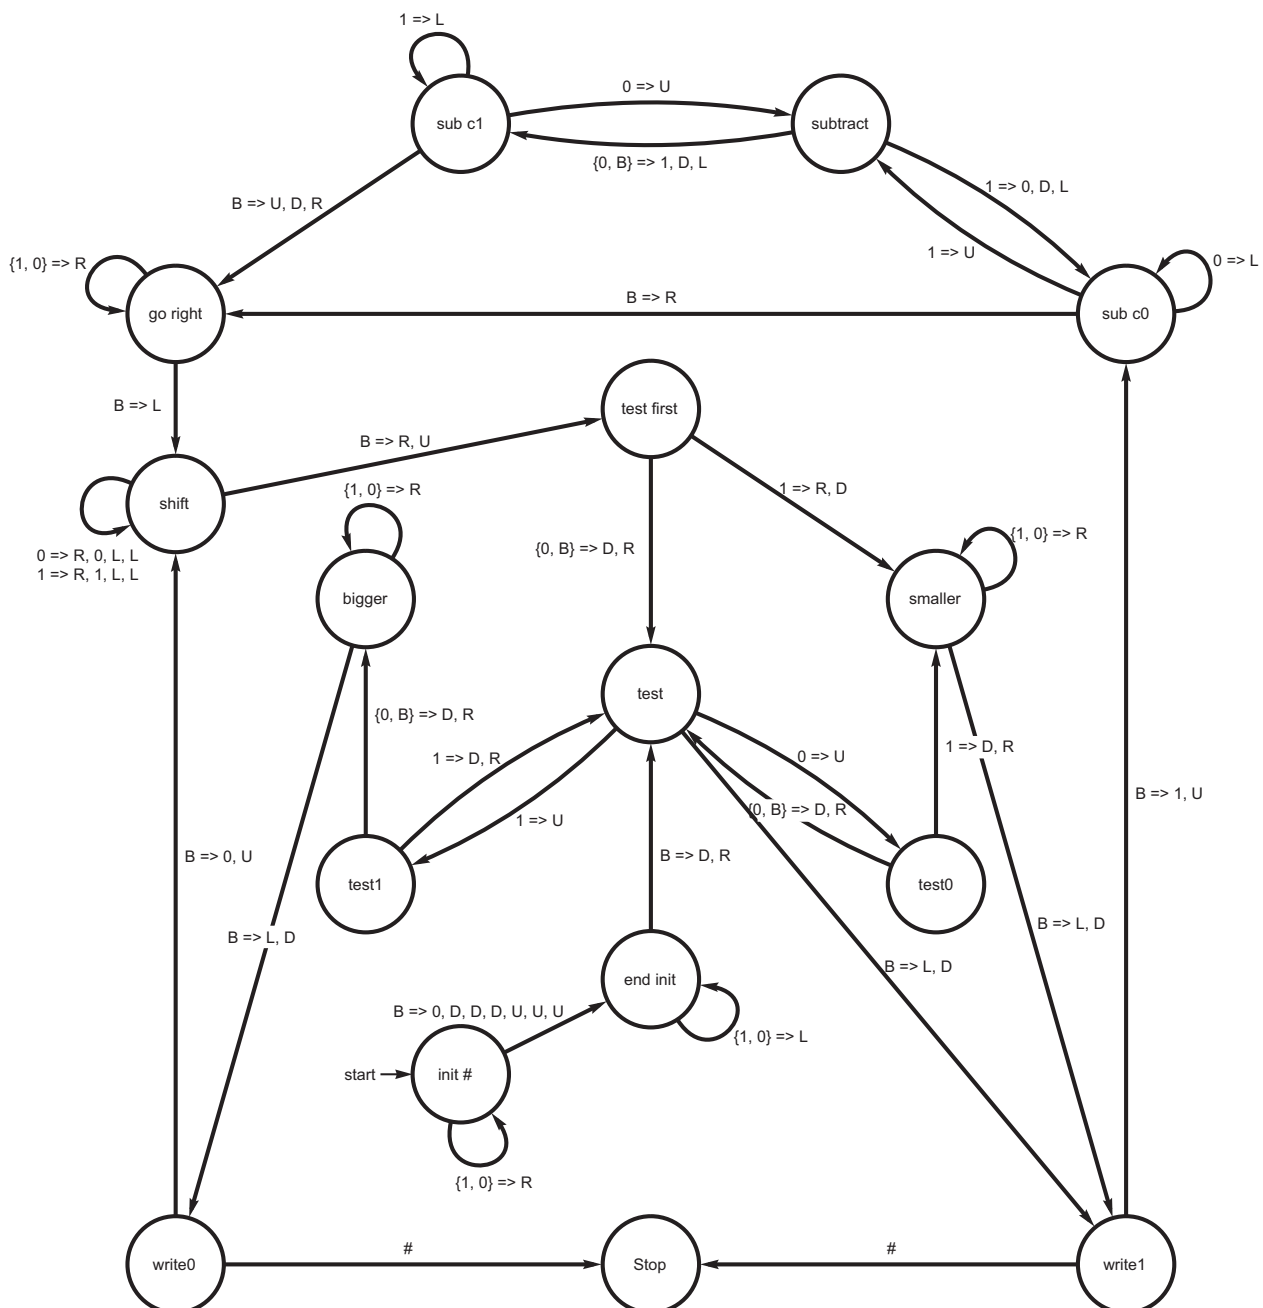 1 => L
0 => U
sub c1
subtract
{0, B} => 1, D, L
1 => 0, D, L
B => U, D, R
1 => U
{1, 0} => R
0 => L
B => R
go right
sub c0
B => L
test first
B => R, U
1 => R, D
{1, 0} => R
shift
{0, B} => D, R
{1, 0} => R
0 => R, 0, L, L
1 => R, 1, L, L
bigger
smaller
test
{0, B} => D, R
1 => D, R
1 => D, R
0 => U
B => 1, U
{0, B} => D, R
1 => U
B => 0, U
B => D, R
test1
test0
B => L, D
B => L, D
B => L, D
end init
B => 0, D, D, D, U, U, U
{1, 0} => L
start
init #
{1, 0} => R
#
#
write0
Stop
write1